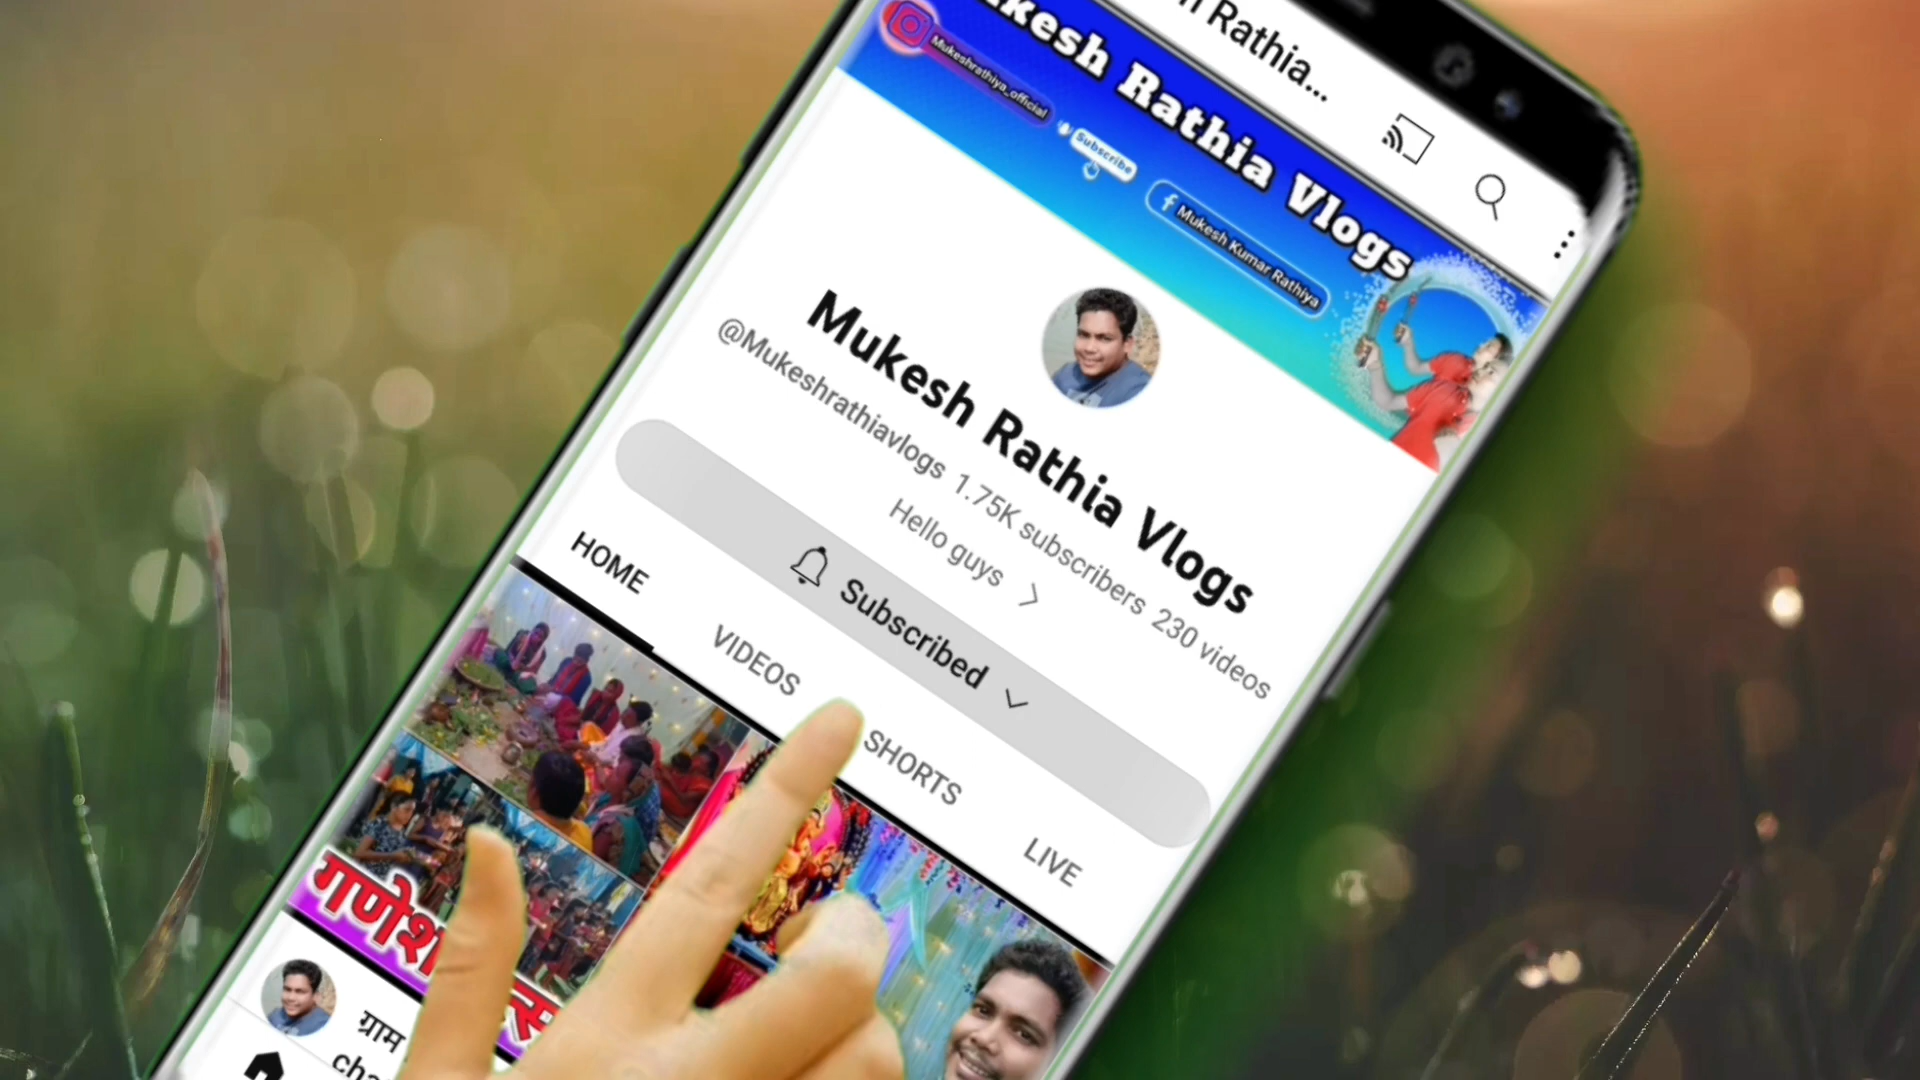 Rathia...
kesh Rathia Vlogs
Mukeshrathiya_official
Subscribe
Mukesh Kumar Rathiya
Mukesh Rathia Vlogs
@Mukeshrathiavlogs 1.75K subscribers 230 videos
Hello guys
Subscribed
HOME
VIDEOS
SHORTS
LIVE
ग्राम